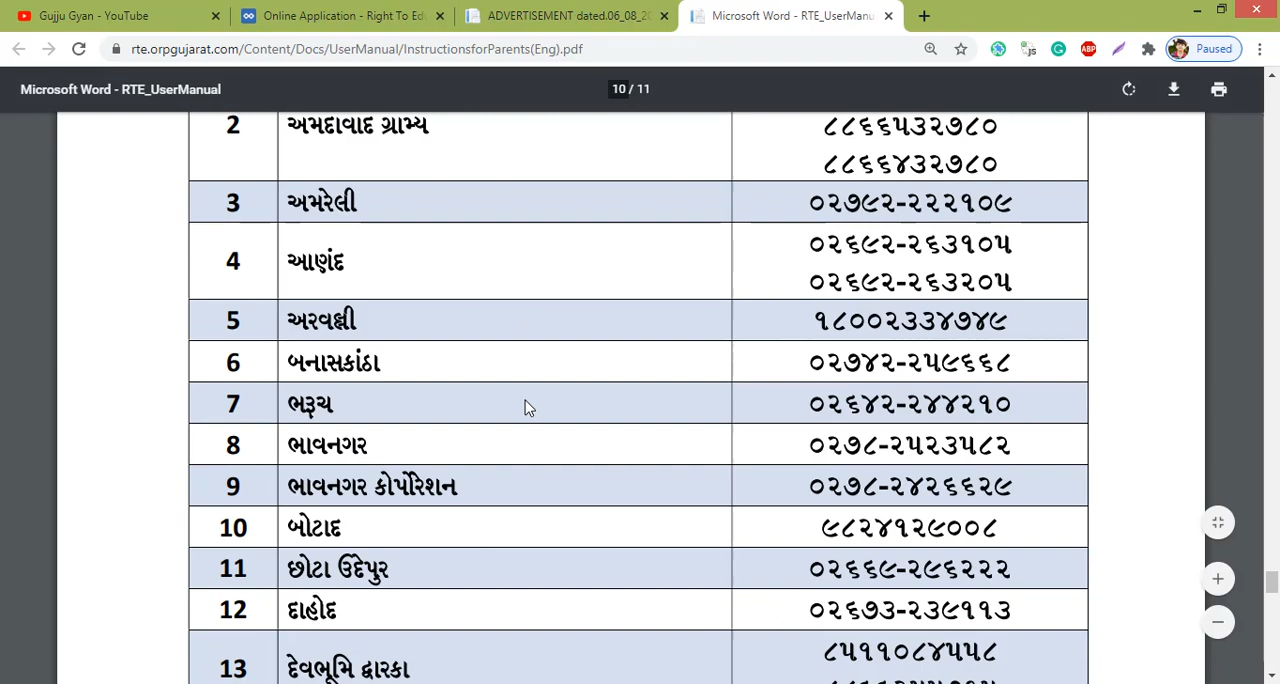 Gujju Gyan - YouTube
Online Application - Right To Edu
ADVERTISEMENT dated.06_08_20
Microsoft Word - RTE_UserManu
rte.orpgujarat.com/Content/Docs/UserManual/InstructionsForParents(Eng).pdf
Paused
Microsoft Word - RTE_UserManual
10 / 11
2 અમદાવાદ ગ્રામ્ય ૮૮૬૬૫૩૨૭૮૦
૮૮૬૬૪૩૨૭૮૦
3 અમરેલી ૦૨૭૯૨-૨૨૨૧૦૯
4 આણંદ ૦૨૬૯૨-૨૬૩૧૦૫
૦૨૬૯૨-૨૬૩૨૦૫
5 અરવલ્લી ૧૮૦૦૨૩૩૪૭૪૯
6 બનાસકાંઠા ૦૨૭૪૨-૨૫૯૬૬૮
7 ભરૂચ ૦૨૬૪૨-૨૪૪૨૧૦
8 ભાવનગર ૦૨૭૮-૨૫૨૩૫૮૨
9 ભાવનગર કોર્પોરેશન ૦૨૭૮-૨૪૨૬૬૨૯
10 બોટાદ ૯૮૨૪૧૨૯૦૦૮
11 છોટા ઉદેપુર ૦૨૬૬૯-૨૯૬૨૨૨
12 દાહોદ ૦૨૬૭૩-૨૩૯૧૧૩
13 દેવભૂમિ દ્વારકા ૮૫૧૧૦૮૪૫૫૮